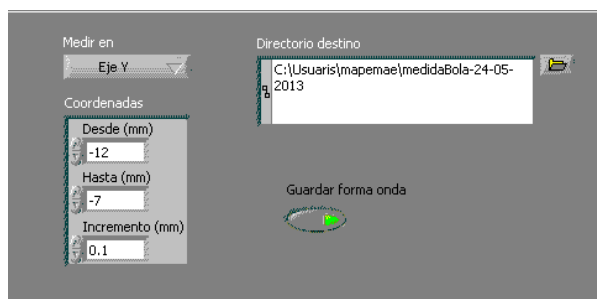 Medir en
Eje Y
Coordenadas
Desde (mm)
-12
Hasta (mm)
-7
Incremento (mm)
0.1
Directorio destino
C:\Usuaris\mapemae\medidaBola-24-05-
2013
Guardar forma onda